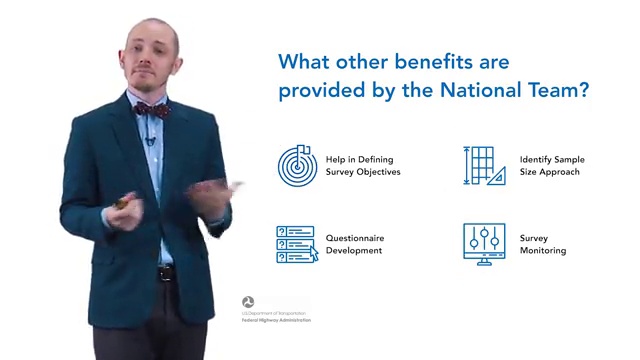 What other benefits are
provided by the National Team?
Help in Defining
Survey Objectives
Identify Sample
Size Approach
Questionnaire
Development
Survey
Monitoring
U.S.Department of Transportation
Federal Highway Administration